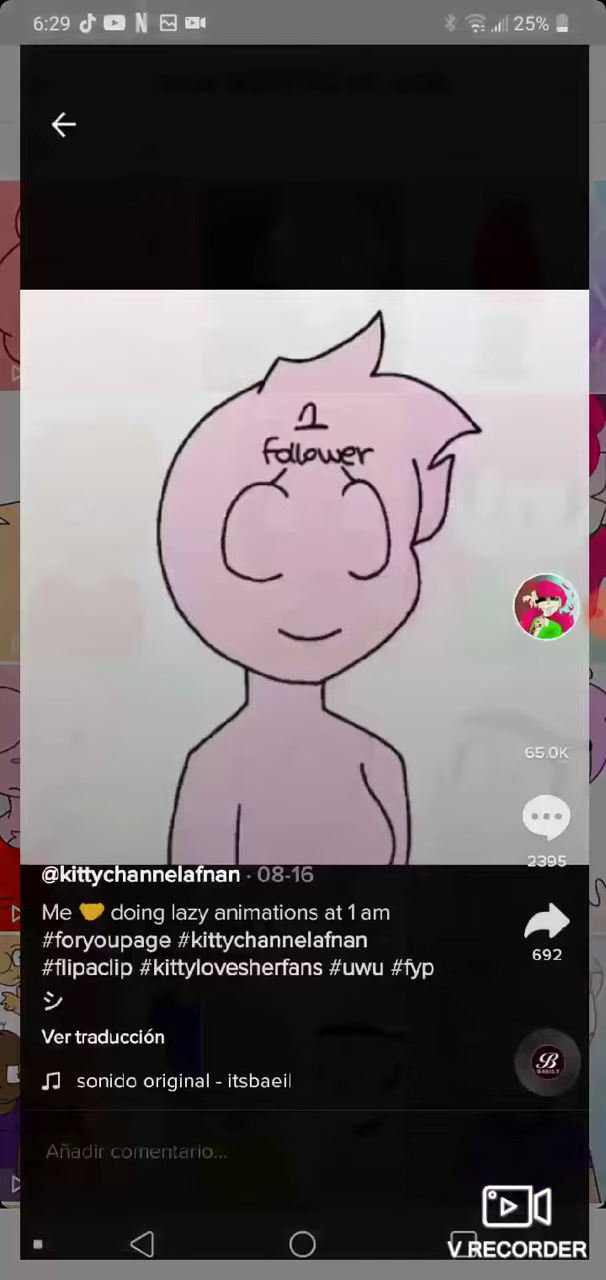 6:29
25%
1
follower
65.0K
2395
@kittychannelafnan · 08-16
Me 🤝 doing lazy animations at 1 am
#foryoupage #kittychannelafnan
#flipaclip #kittylovesherfans #uwu #fyp
シ
692
Ver traducción
sonido original - itsbaeil
B
Añadir comentario...
V RECORDER